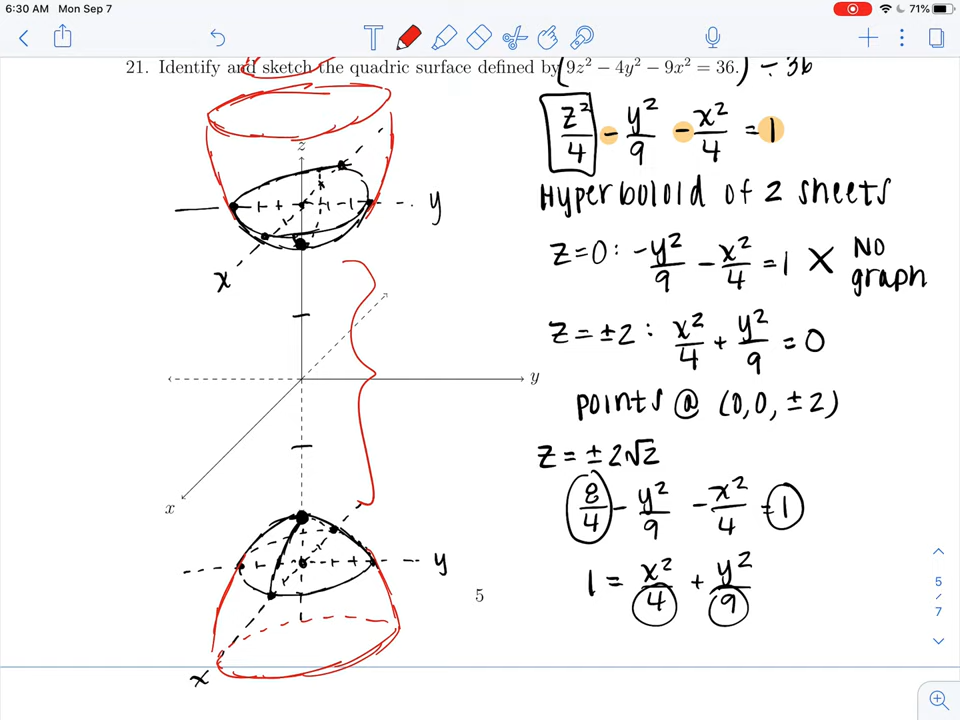 6:30 AM Mon Sep 7
71%
21. Identify and sketch the quadric surface defined by 9z² − 4y² − 9x² = 36.
( ) ÷ 36
z²/4 − y²/9 − x²/4 = 1
Hyperboloid of 2 sheets
z=0: −y²/9 − x²/4 = 1 × No graph
z = ±2 : x²/4 + y²/9 = 0
points @ (0,0, ±2)
z = ±2√2
8/4 − y²/9 − x²/4 = 1
1 = x²/4 + y²/9
z
y
x
y
x
y
x
5
5
/
7